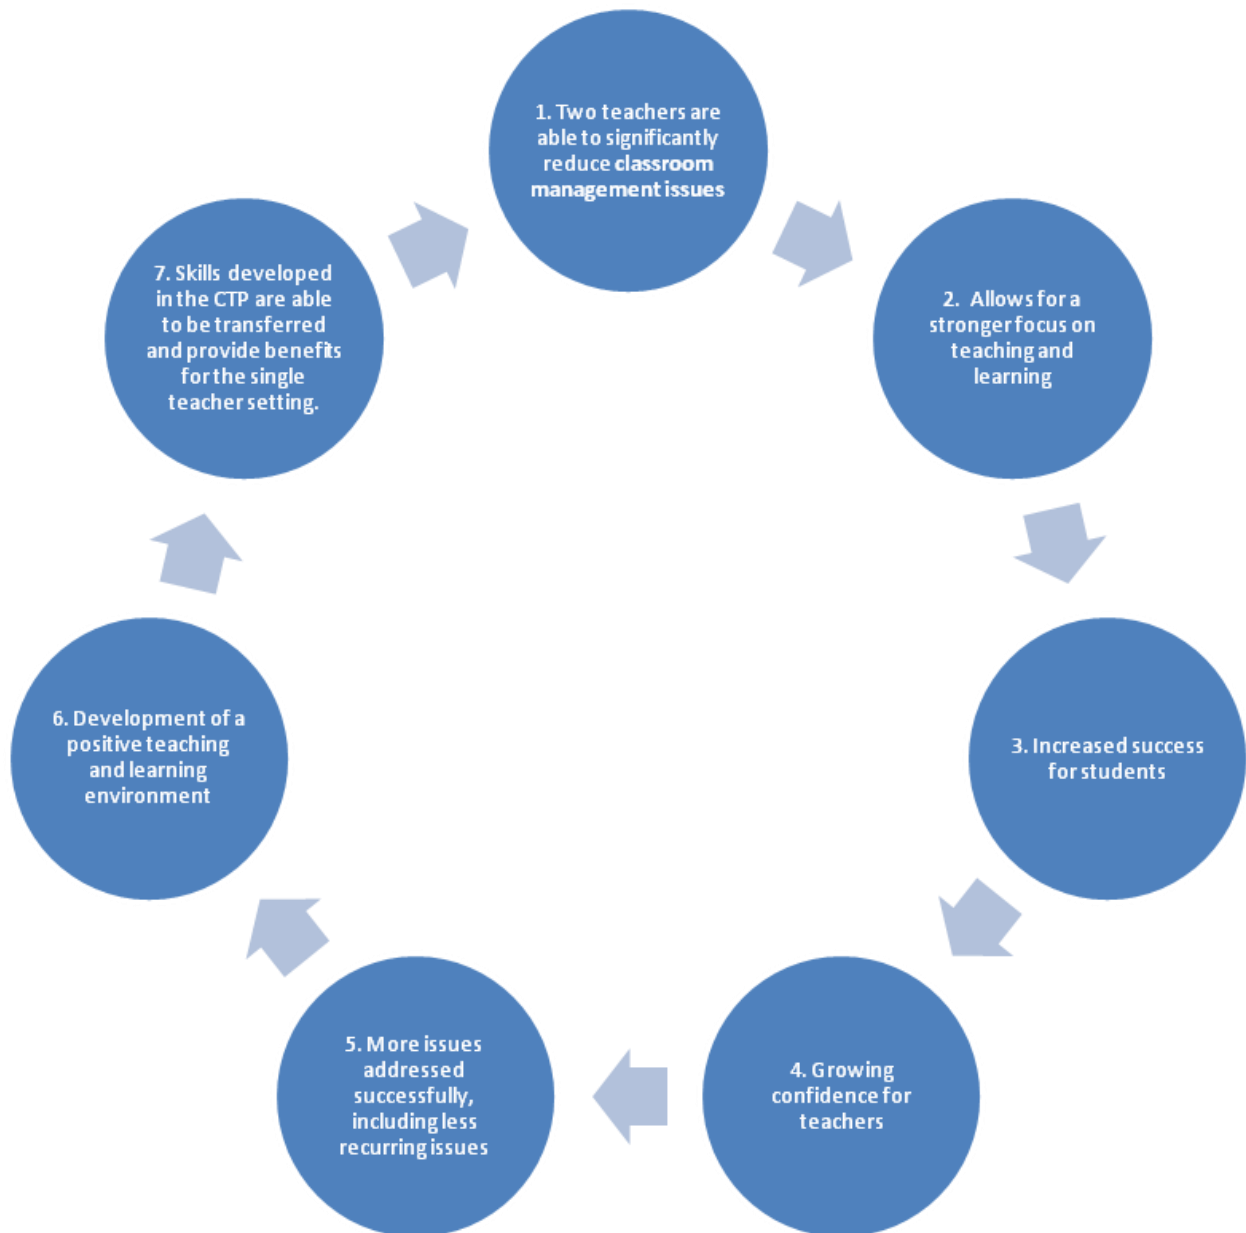 1. Two teachers are
able to significantly
reduce classroom
management issues
2. Allows for a
stronger focus on
teaching and
learning
3. Increased success
for students
4. Growing
confidence for
teachers
5. More issues
addressed
successfully,
including less
recurring issues
6. Development of a
positive teaching
and learning
environment
7. Skills developed
in the CTP are able
to be transferred
and provide benefits
for the single
teacher setting.